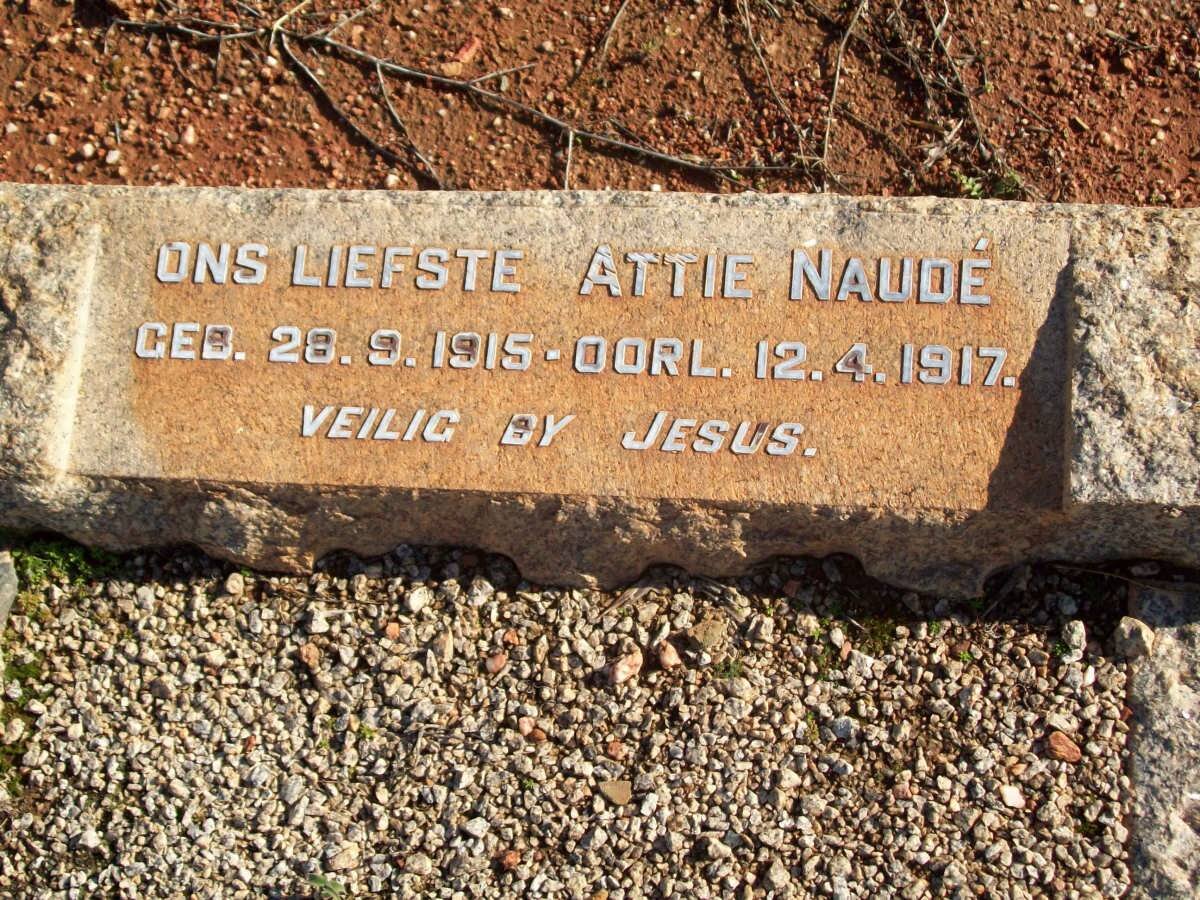 ONS LIEFSTE ATTIE NAUDÉ
GEB. 28.9.1915-OORL. 12.4.1917.
VEILIG BY JESUS.